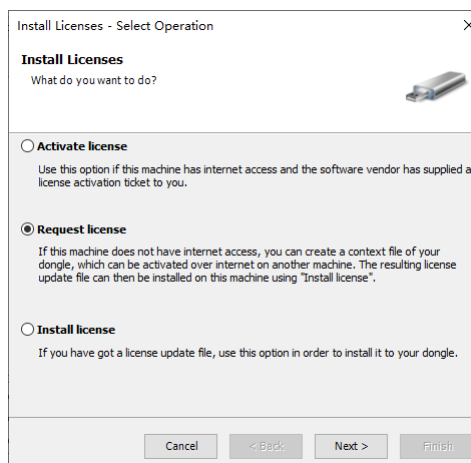 Install Licenses - Select Operation
Install Licenses
What do you want to do?
Activate license
Use this option if this machine has internet access and the software vendor has supplied a
license activation ticket to you.
Request license
If this machine does not have internet access, you can create a context file of your
dongle, which can be activated over internet on another machine. The resulting license
update file can then be installed on this machine using "Install license".
Install license
If you have got a license update file, use this option in order to install it to your dongle.
Cancel
< Back
Next >
Finish